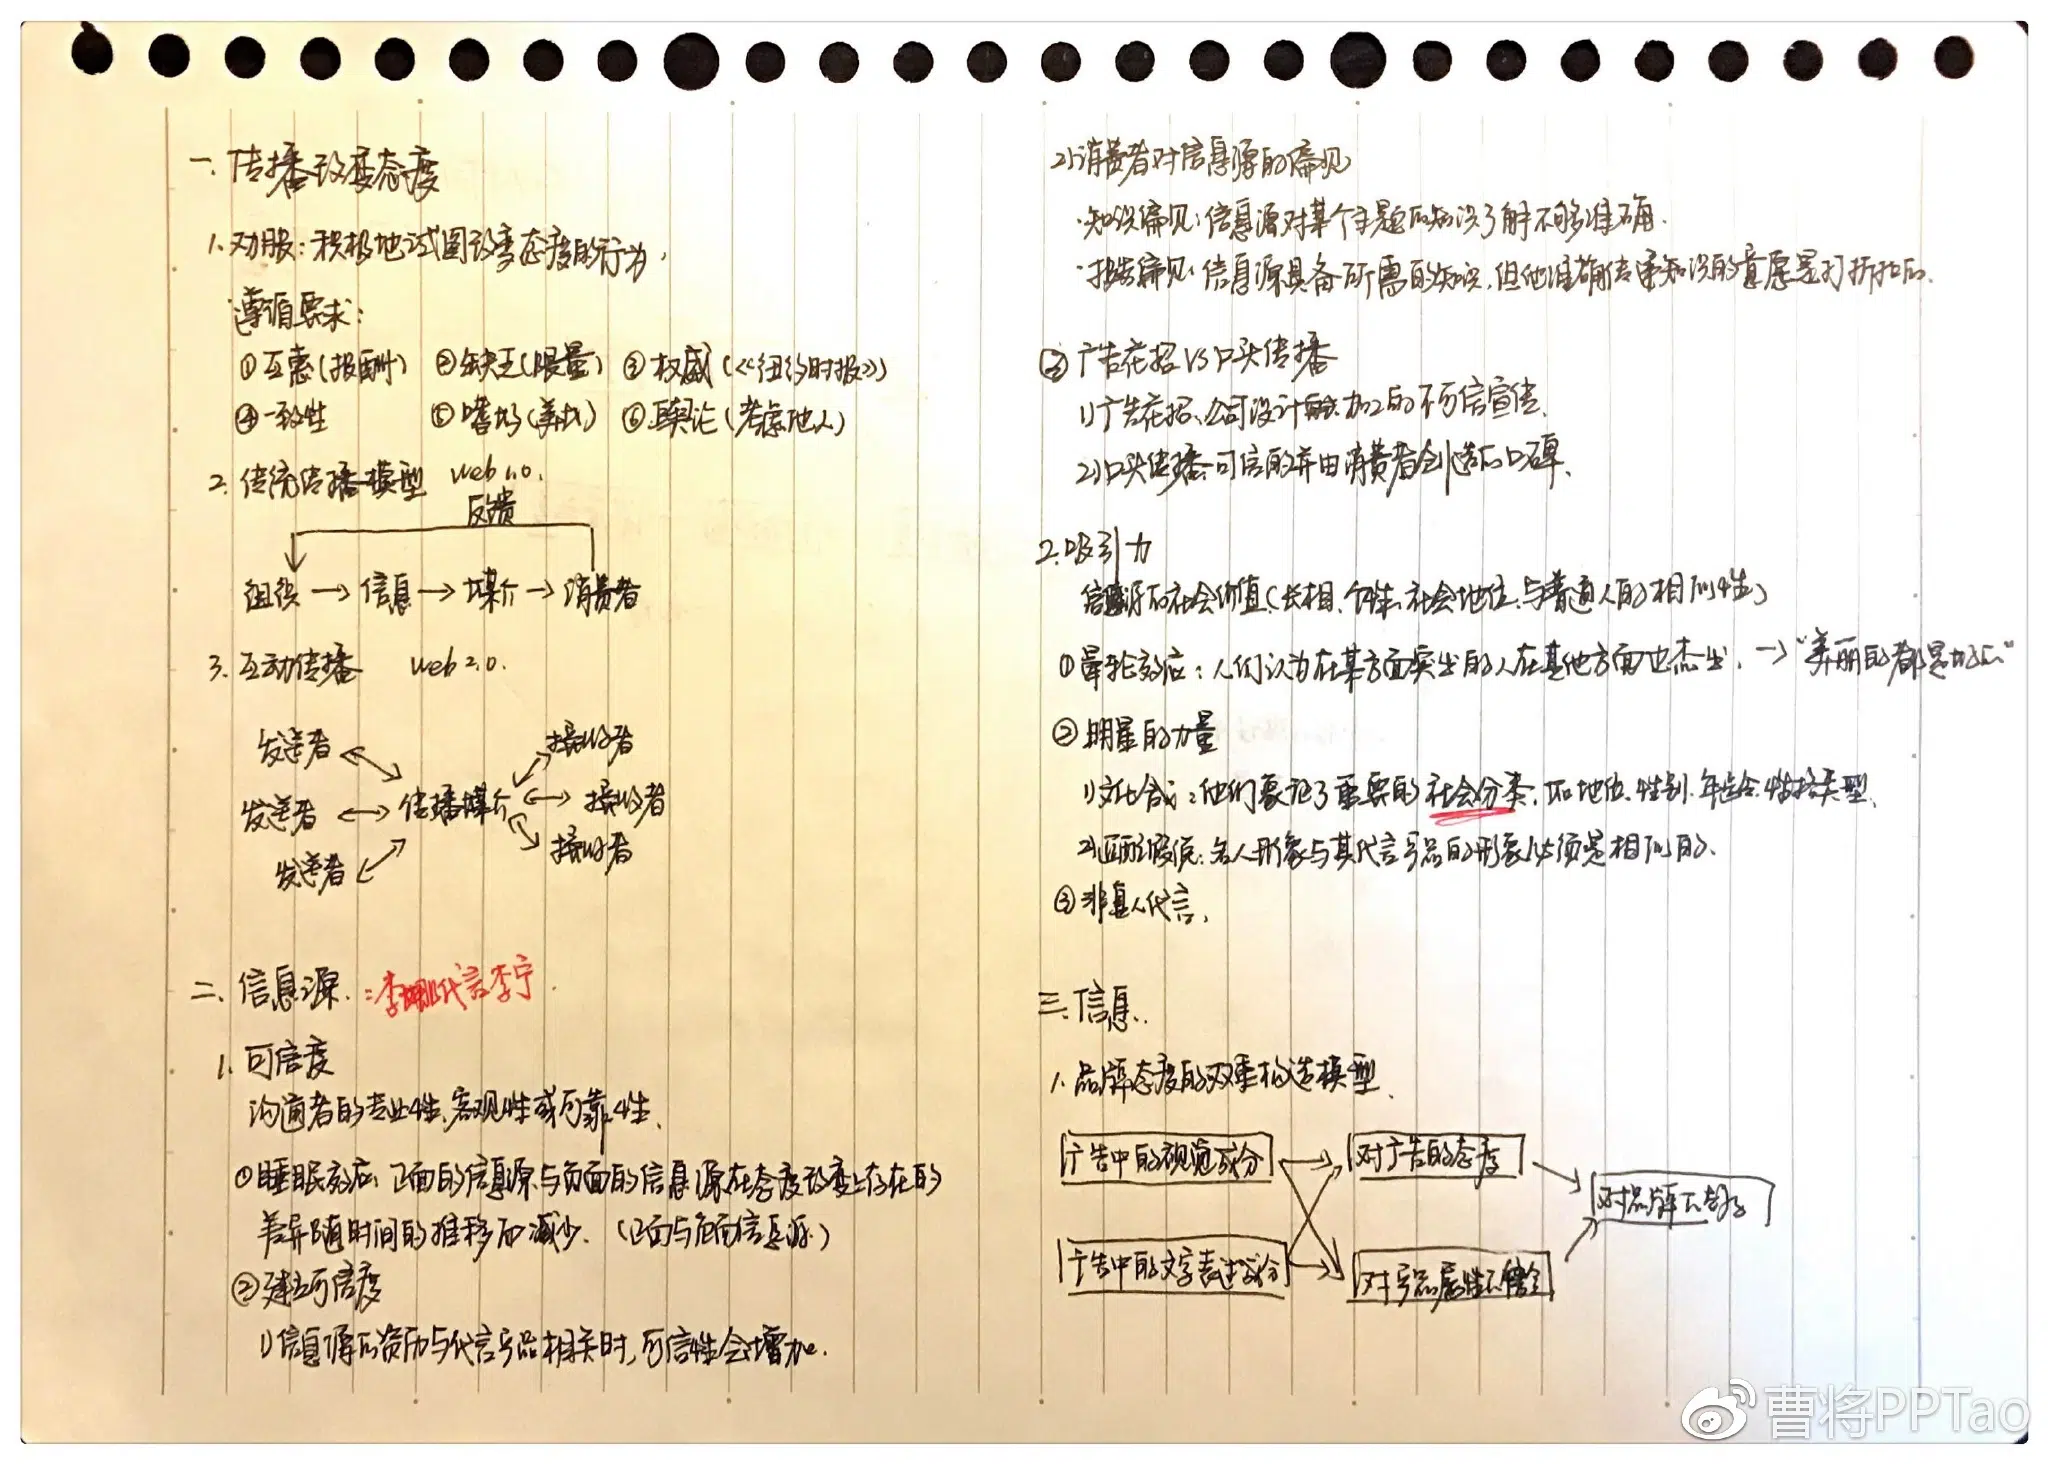 一.传播改变态度
1.劝服:积极地试图改变态度的行为,
遵循要求:
①互惠(报酬) ②缺乏(限量) ③权威(《纽约时报》)
④一致性 ⑤嗜好(美女) ⑥舆论(考虑他人)
2.传统传播模型 web 1.0.
反馈
组织→信息→媒介→消费者
3.互动传播 web 2.0.
发送者 接收者
发送者 传播媒介 接收者
发送者 接收者
二、信息源.:李娜代言李宁.
1.可信度
沟通者的专业性、客观性或可靠性.
①睡眠效应:正面的信息源与负面的信息源在态度改变上存在的
差异随时间的推移而减少.(正面与负面信息源)
②建立可信度
1)信息源的资历与代言产品相关时,可信性会增加.
2)消费者对信息源的偏见
·知识偏见:信息源对某个主题的知识了解不够准确.
·报告偏见:信息源具备所需的知识,但他准确传递知识的意愿是打折扣的.
③广告花招 VS 口头传播
1)广告花招:公司设计加工的不可信宣传.
2)口头传播:可信的并由消费者创造的口碑.
2.吸引力
信息源的社会价值(长相、个性、社会地位、与普通人的相似性)
①晕轮效应:人们认为在某方面突出的人在其他方面也杰出.→"美丽的都是好的"
②明星的力量
1)文化含义:他们象征了重要的社会分类,如地位、性别、年龄、性格类型.
2)匹配假说:名人形象与其代言产品的形象必须是相似的.
③非真人代言.
三.信息.
1.品牌态度的双重构造模型.
广告中的视觉成分 对广告的态度
对品牌的态度
广告中的文字表述成分 对产品属性的信念
曹将PPTao